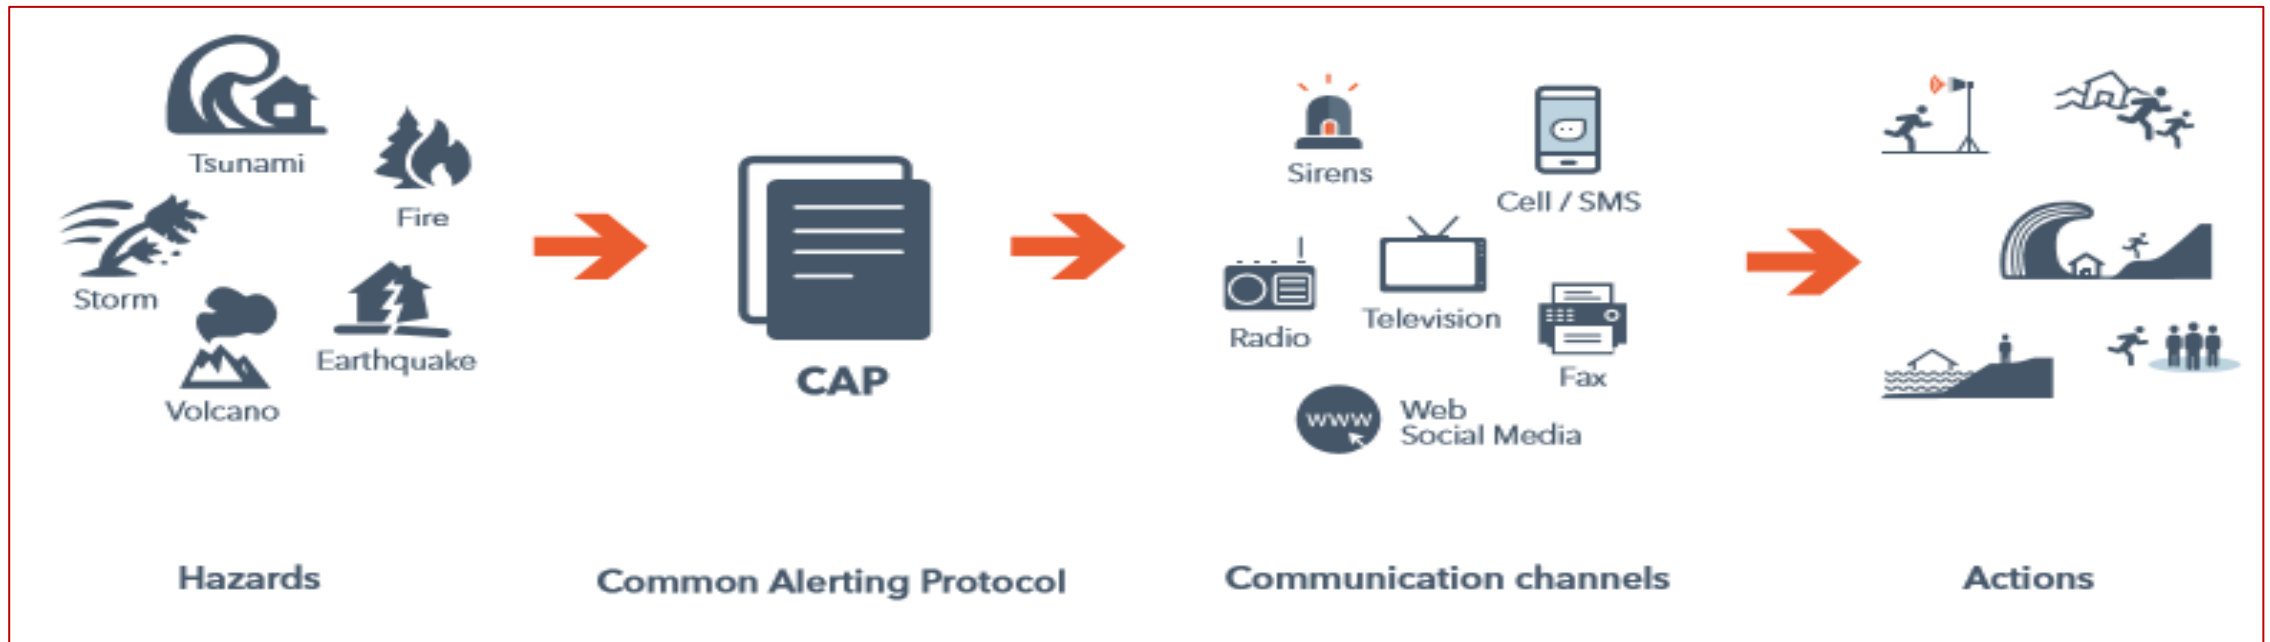 Tsunami
Fire
Storm
Earthquake
Volcano
CAP
Sirens
Cell / SMS
Radio
Television
Fax
www
Web
Social Media
Hazards
Common Alerting Protocol
Communication channels
Actions